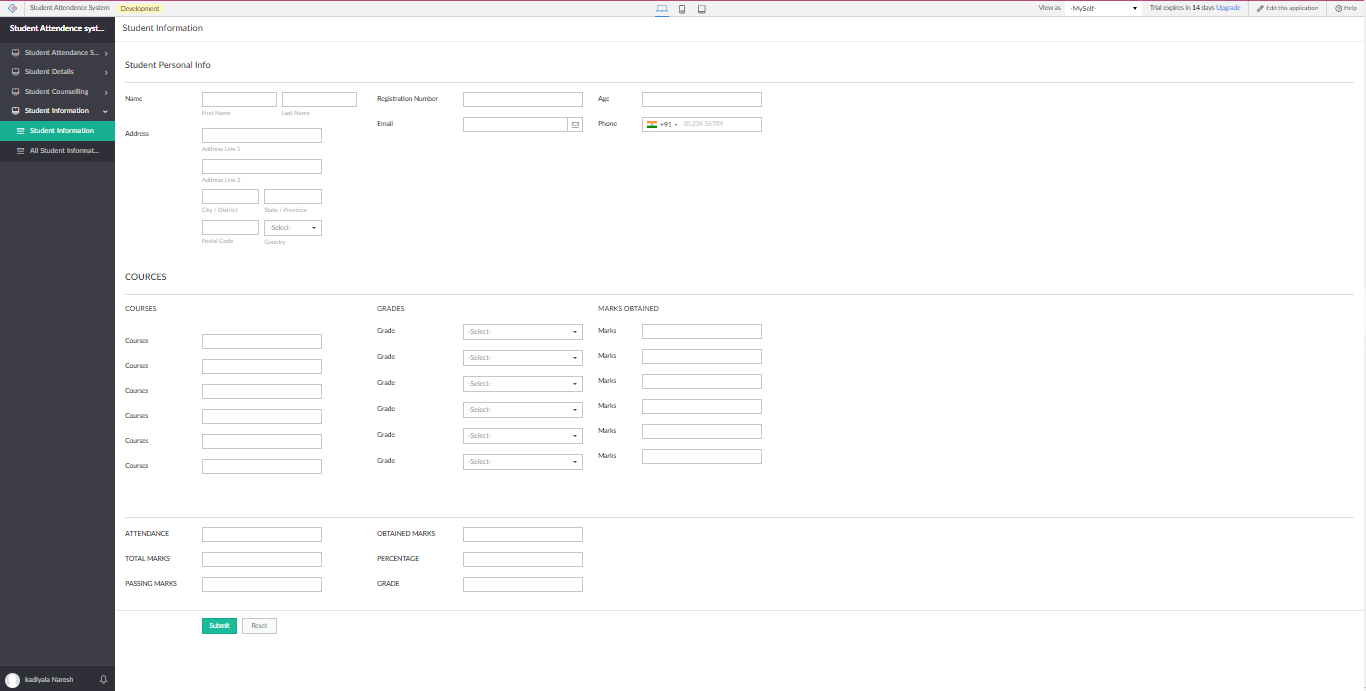 Student Attendence System Development View as -MySelf- Trial expires in 14 days Upgrade Edit this application Help
Student Attendence syst...
Student Attendance S...
Student Details
Student Counselling
Student Information
Student Information
All Student Informat...
kadiyala Naresh
Student Information
Student Personal Info
Name Registration Number Age
First Name Last Name
Email Phone +91 81234 56789
Address
Address Line 1
Address Line 2
City / District State / Province
-Select-
Postal Code Country
COURCES
COURSES GRADES MARKS OBTAINED
Courses Grade -Select- Marks
Courses Grade -Select- Marks
Courses Grade -Select- Marks
Courses Grade -Select- Marks
Courses Grade -Select- Marks
Courses Grade -Select- Marks
ATTENDANCE OBTAINED MARKS
TOTAL MARKS PERCENTAGE
PASSING MARKS GRADE
Submit Reset